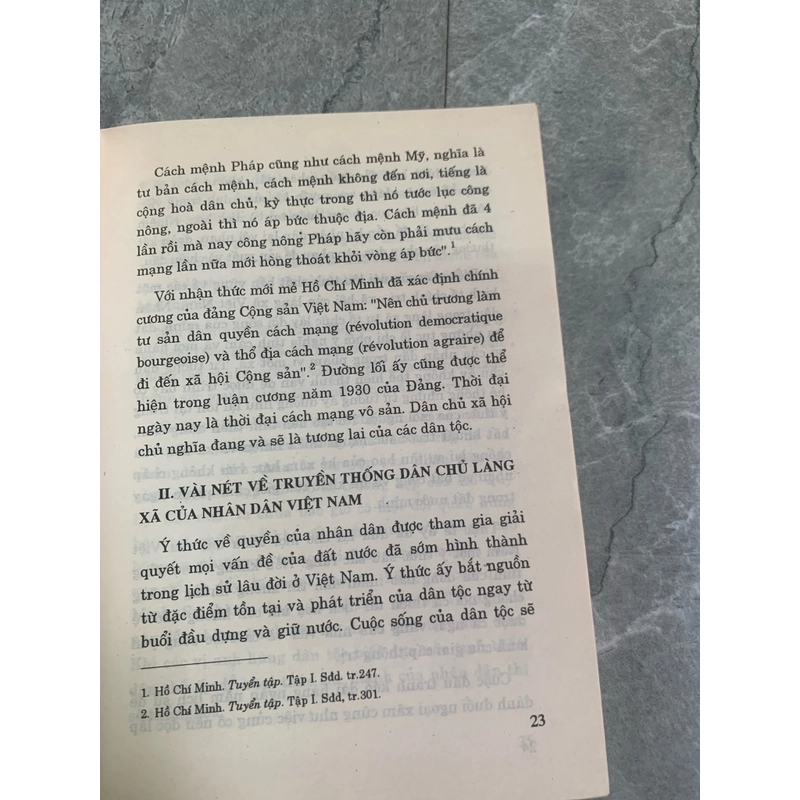 Cách mệnh Pháp cũng như cách mệnh Mỹ, nghĩa là
tư bản cách mệnh, cách mệnh không đến nơi, tiếng là
cộng hoà dân chủ, kỳ thực trong thì nó tước lục công
nông, ngoài thì nó áp bức thuộc địa. Cách mệnh đã 4
lần rồi mà nay công nông Pháp hãy còn phải mưu cách
mạng lần nữa mới hòng thoát khỏi vòng áp bức".1
Với nhận thức mới mẻ Hồ Chí Minh đã xác định chính
cương của đảng Cộng sản Việt Nam: "Nên chủ trương làm
tư sản dân quyền cách mạng (révolution democratique
bourgeoise) và thổ địa cách mạng (révolution agraire) để
đi đến xã hội Cộng sản".2 Đường lối ấy cũng được thể
hiện trong luận cương năm 1930 của Đảng. Thời đại
ngày nay là thời đại cách mạng vô sản. Dân chủ xã hội
chủ nghĩa đang và sẽ là tương lai của các dân tộc.
II. VÀI NÉT VỀ TRUYỀN THỐNG DÂN CHỦ LÀNG
XÃ CỦA NHÂN DÂN VIỆT NAM
Ý thức về quyền của nhân dân được tham gia giải
quyết mọi vấn đề của đất nước đã sớm hình thành
trong lịch sử lâu đời ở Việt Nam. Ý thức ấy bắt nguồn
từ đặc điểm tồn tại và phát triển của dân tộc ngay từ
buổi đầu dựng và giữ nước. Cuộc sống của dân tộc sẽ
1. Hồ Chí Minh. Tuyển tập. Tập I. Sdd. tr.247.
2. Hồ Chí Minh. Tuyển tập. Tập I. Sdd, tr.301.
23